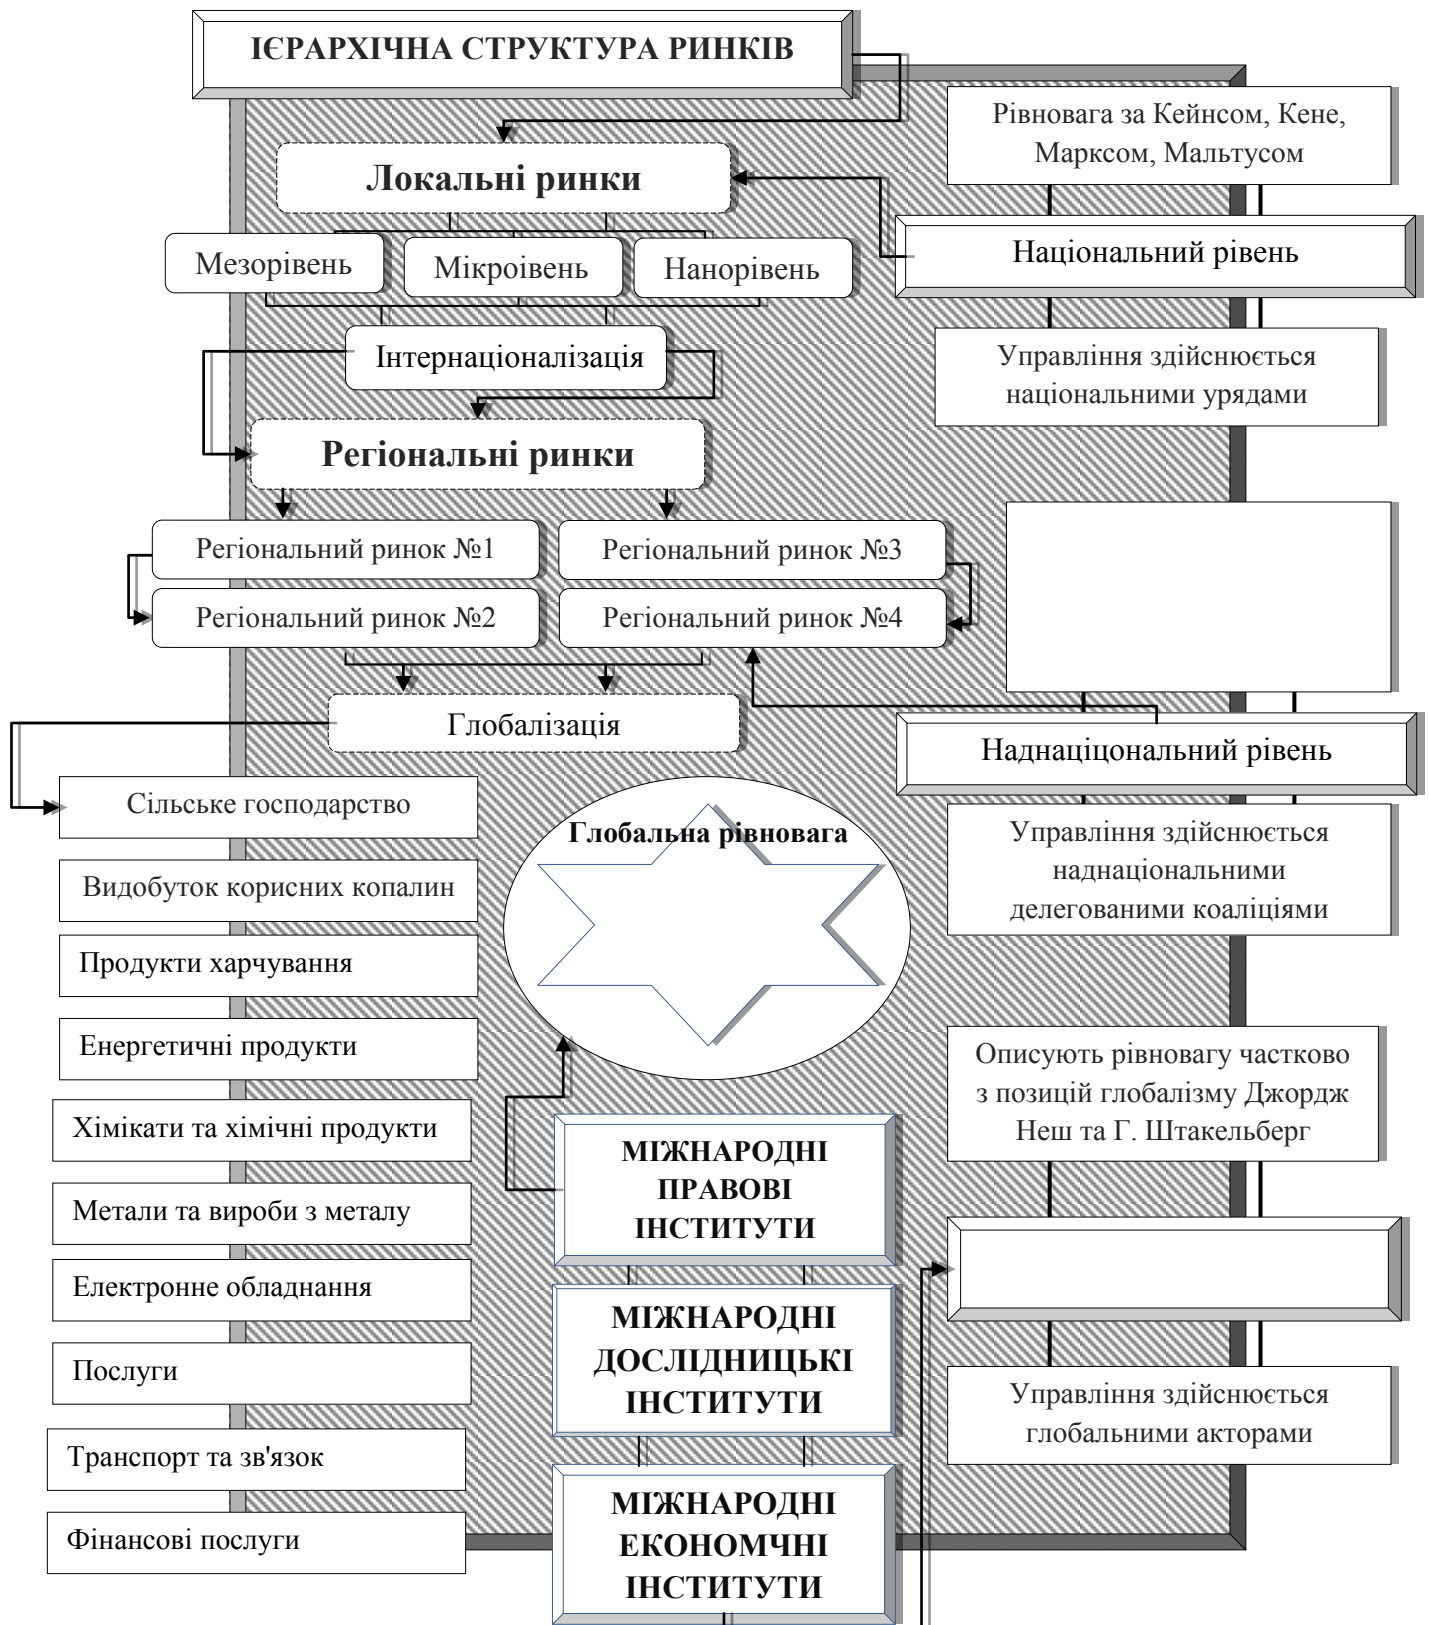 ІЄРАРХІЧНА СТРУКТУРА РИНКІВ
Рівновага за Кейнсом, Кене,
Марксом, Мальтусом
Локальні ринки
Національний рівень
Мезорівень
Мікроівень
Нанорівень
Управління здійснюється
національними урядами
Інтернаціоналізація
Регіональні ринки
Регіональний ринок №1
Регіональний ринок №3
Регіональний ринок №2
Регіональний ринок №4
Глобалізація
Наднаціцональний рівень
Сільське господарство
Видобуток корисних копалин
Продукти харчування
Енергетичні продукти
Хімікати та хімічні продукти
Метали та вироби з металу
Електронне обладнання
Послуги
Транспорт та зв'язок
Фінансові послуги
Глобальна рівновага
Управління здійснюється
наднаціональними
делегованими коаліціями
Описують рівновагу частково
з позицій глобалізму Джордж
Неш та Г. Штакельберг
МІЖНАРОДНІ
ПРАВОВІ
ІНСТИТУТИ
МІЖНАРОДНІ
ДОСЛІДНИЦЬКІ
ІНСТИТУТИ
Управління здійснюється
глобальними акторами
МІЖНАРОДНІ
ЕКОНОМЧНІ
ІНСТИТУТИ